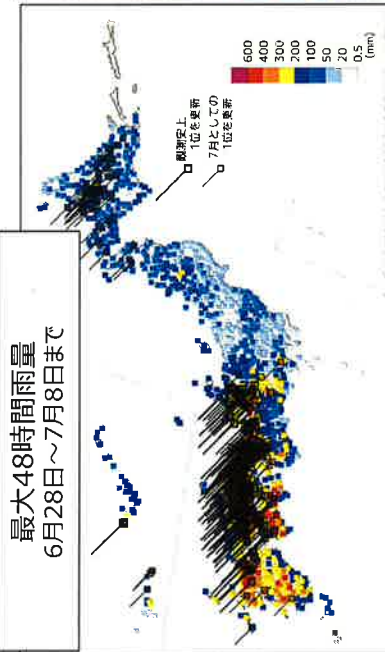 最大48時間雨量
6月28日～7月8日まで
観測史上
1位を更新
7月としての
1位を更新
600
400
300
200
100
50
20
0.5
(mm)